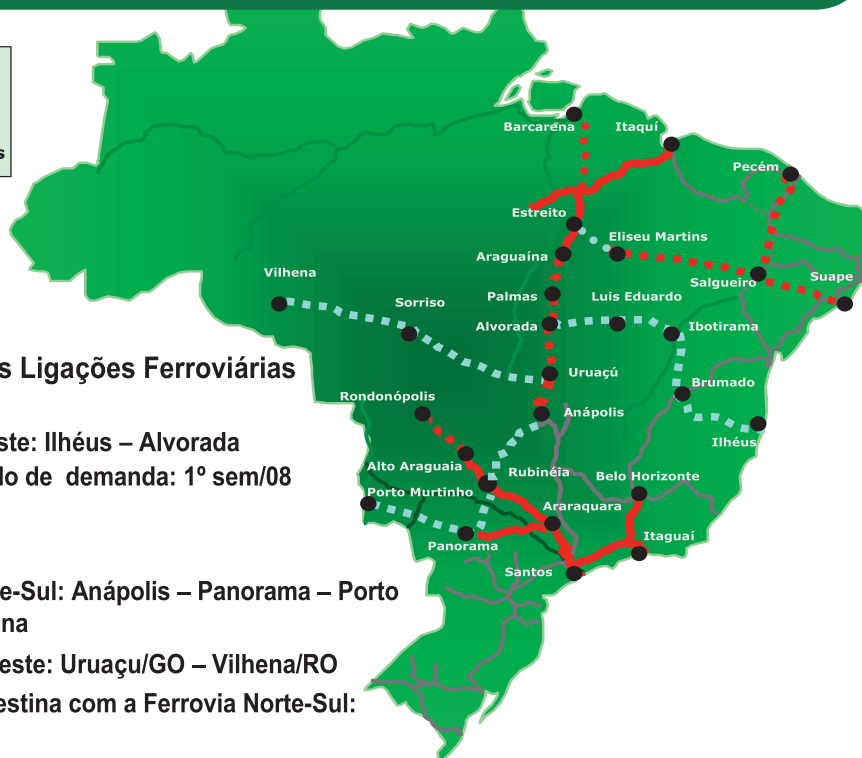 s
Barcarena
Itaquí
Pecém
Estreito
Eliseu Martins
Araguaína
Salgueiro
Suape
Vilhena
Palmas
Luis Eduardo
Sorriso
Alvorada
Ibotirama
s Ligações Ferroviárias
Uruaçú
Brumado
Rondonópolis
Anápolis
Ilhéus
ste: Ilhéus – Alvorada
Alto Araguaia
Rubinéia
Belo Horizonte
do de demanda: 1º sem/08
Porto Murtinho
Araraquara
Itaguaí
Panorama
Santos
e-Sul: Anápolis – Panorama – Porto
na
este: Uruaçu/GO – Vilhena/RO
estina com a Ferrovia Norte-Sul: